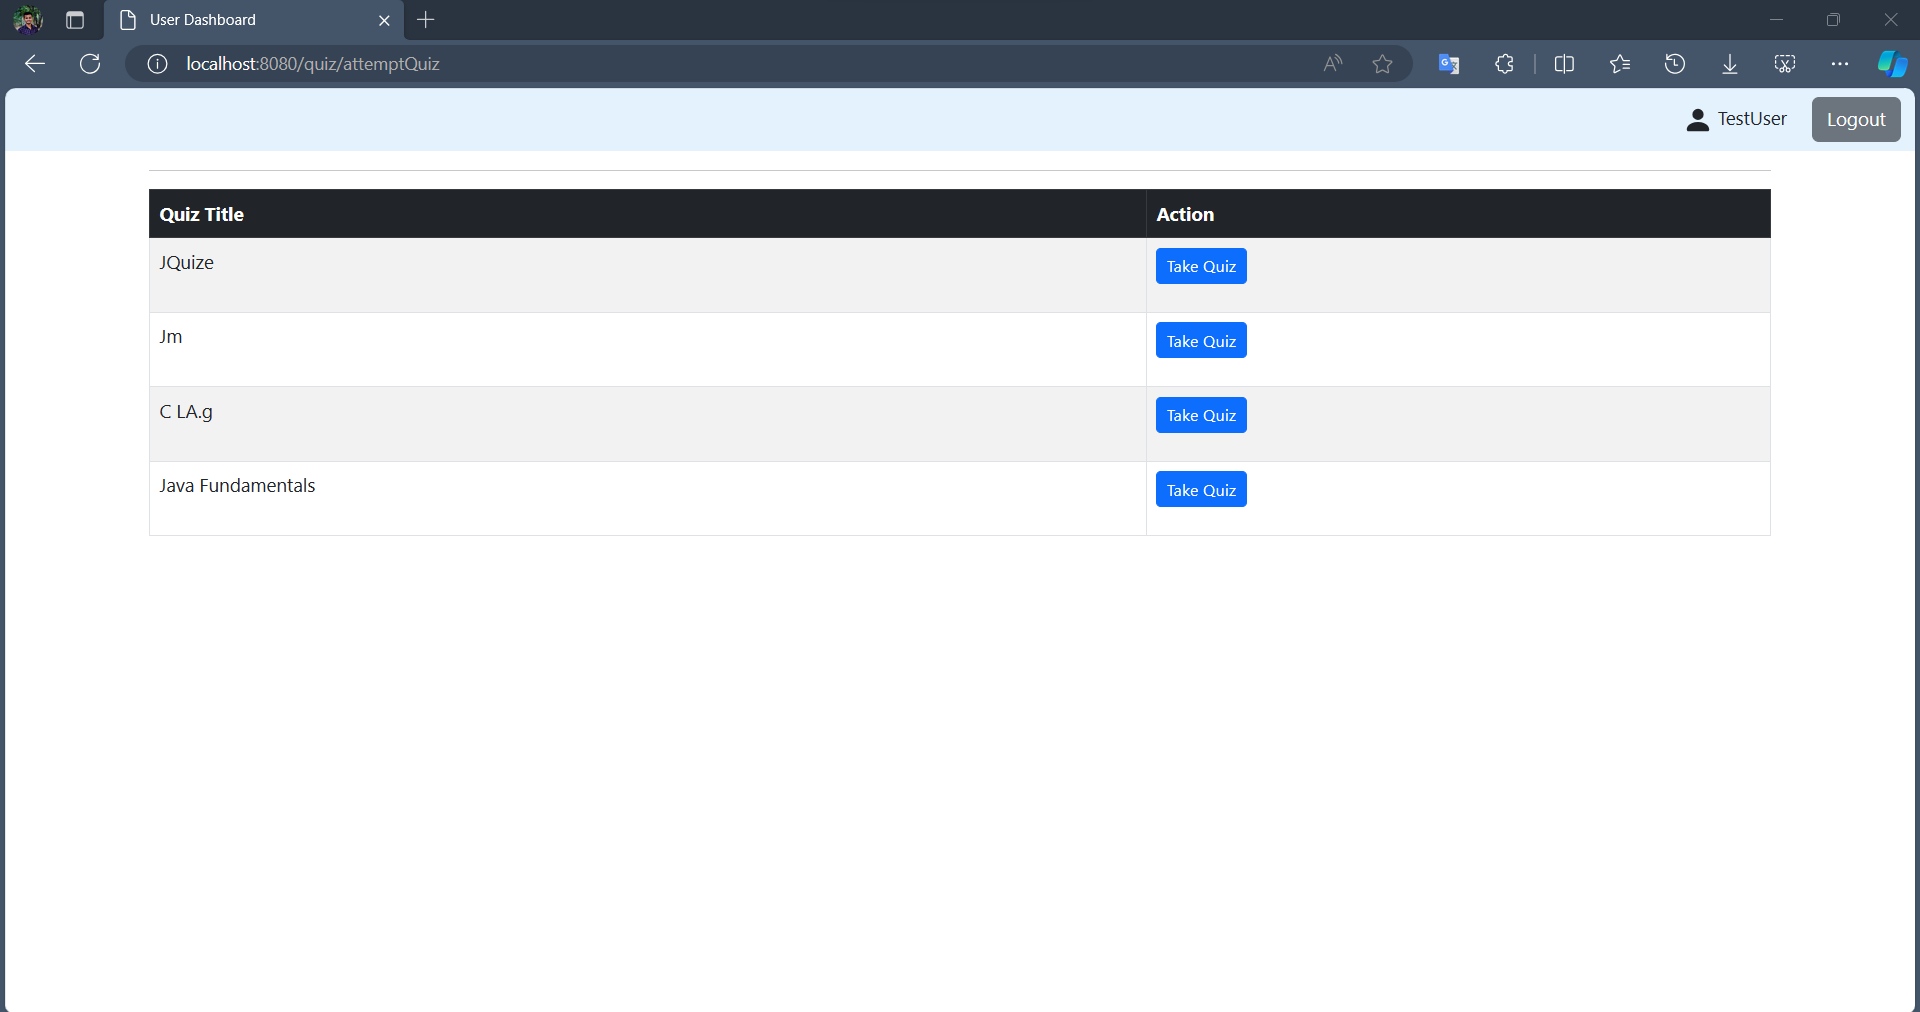 User Dashboard
localhost:8080/quiz/attemptQuiz
TestUser Logout
Quiz Title Action
JQuize Take Quiz
Jm Take Quiz
C LA.g Take Quiz
Java Fundamentals Take Quiz